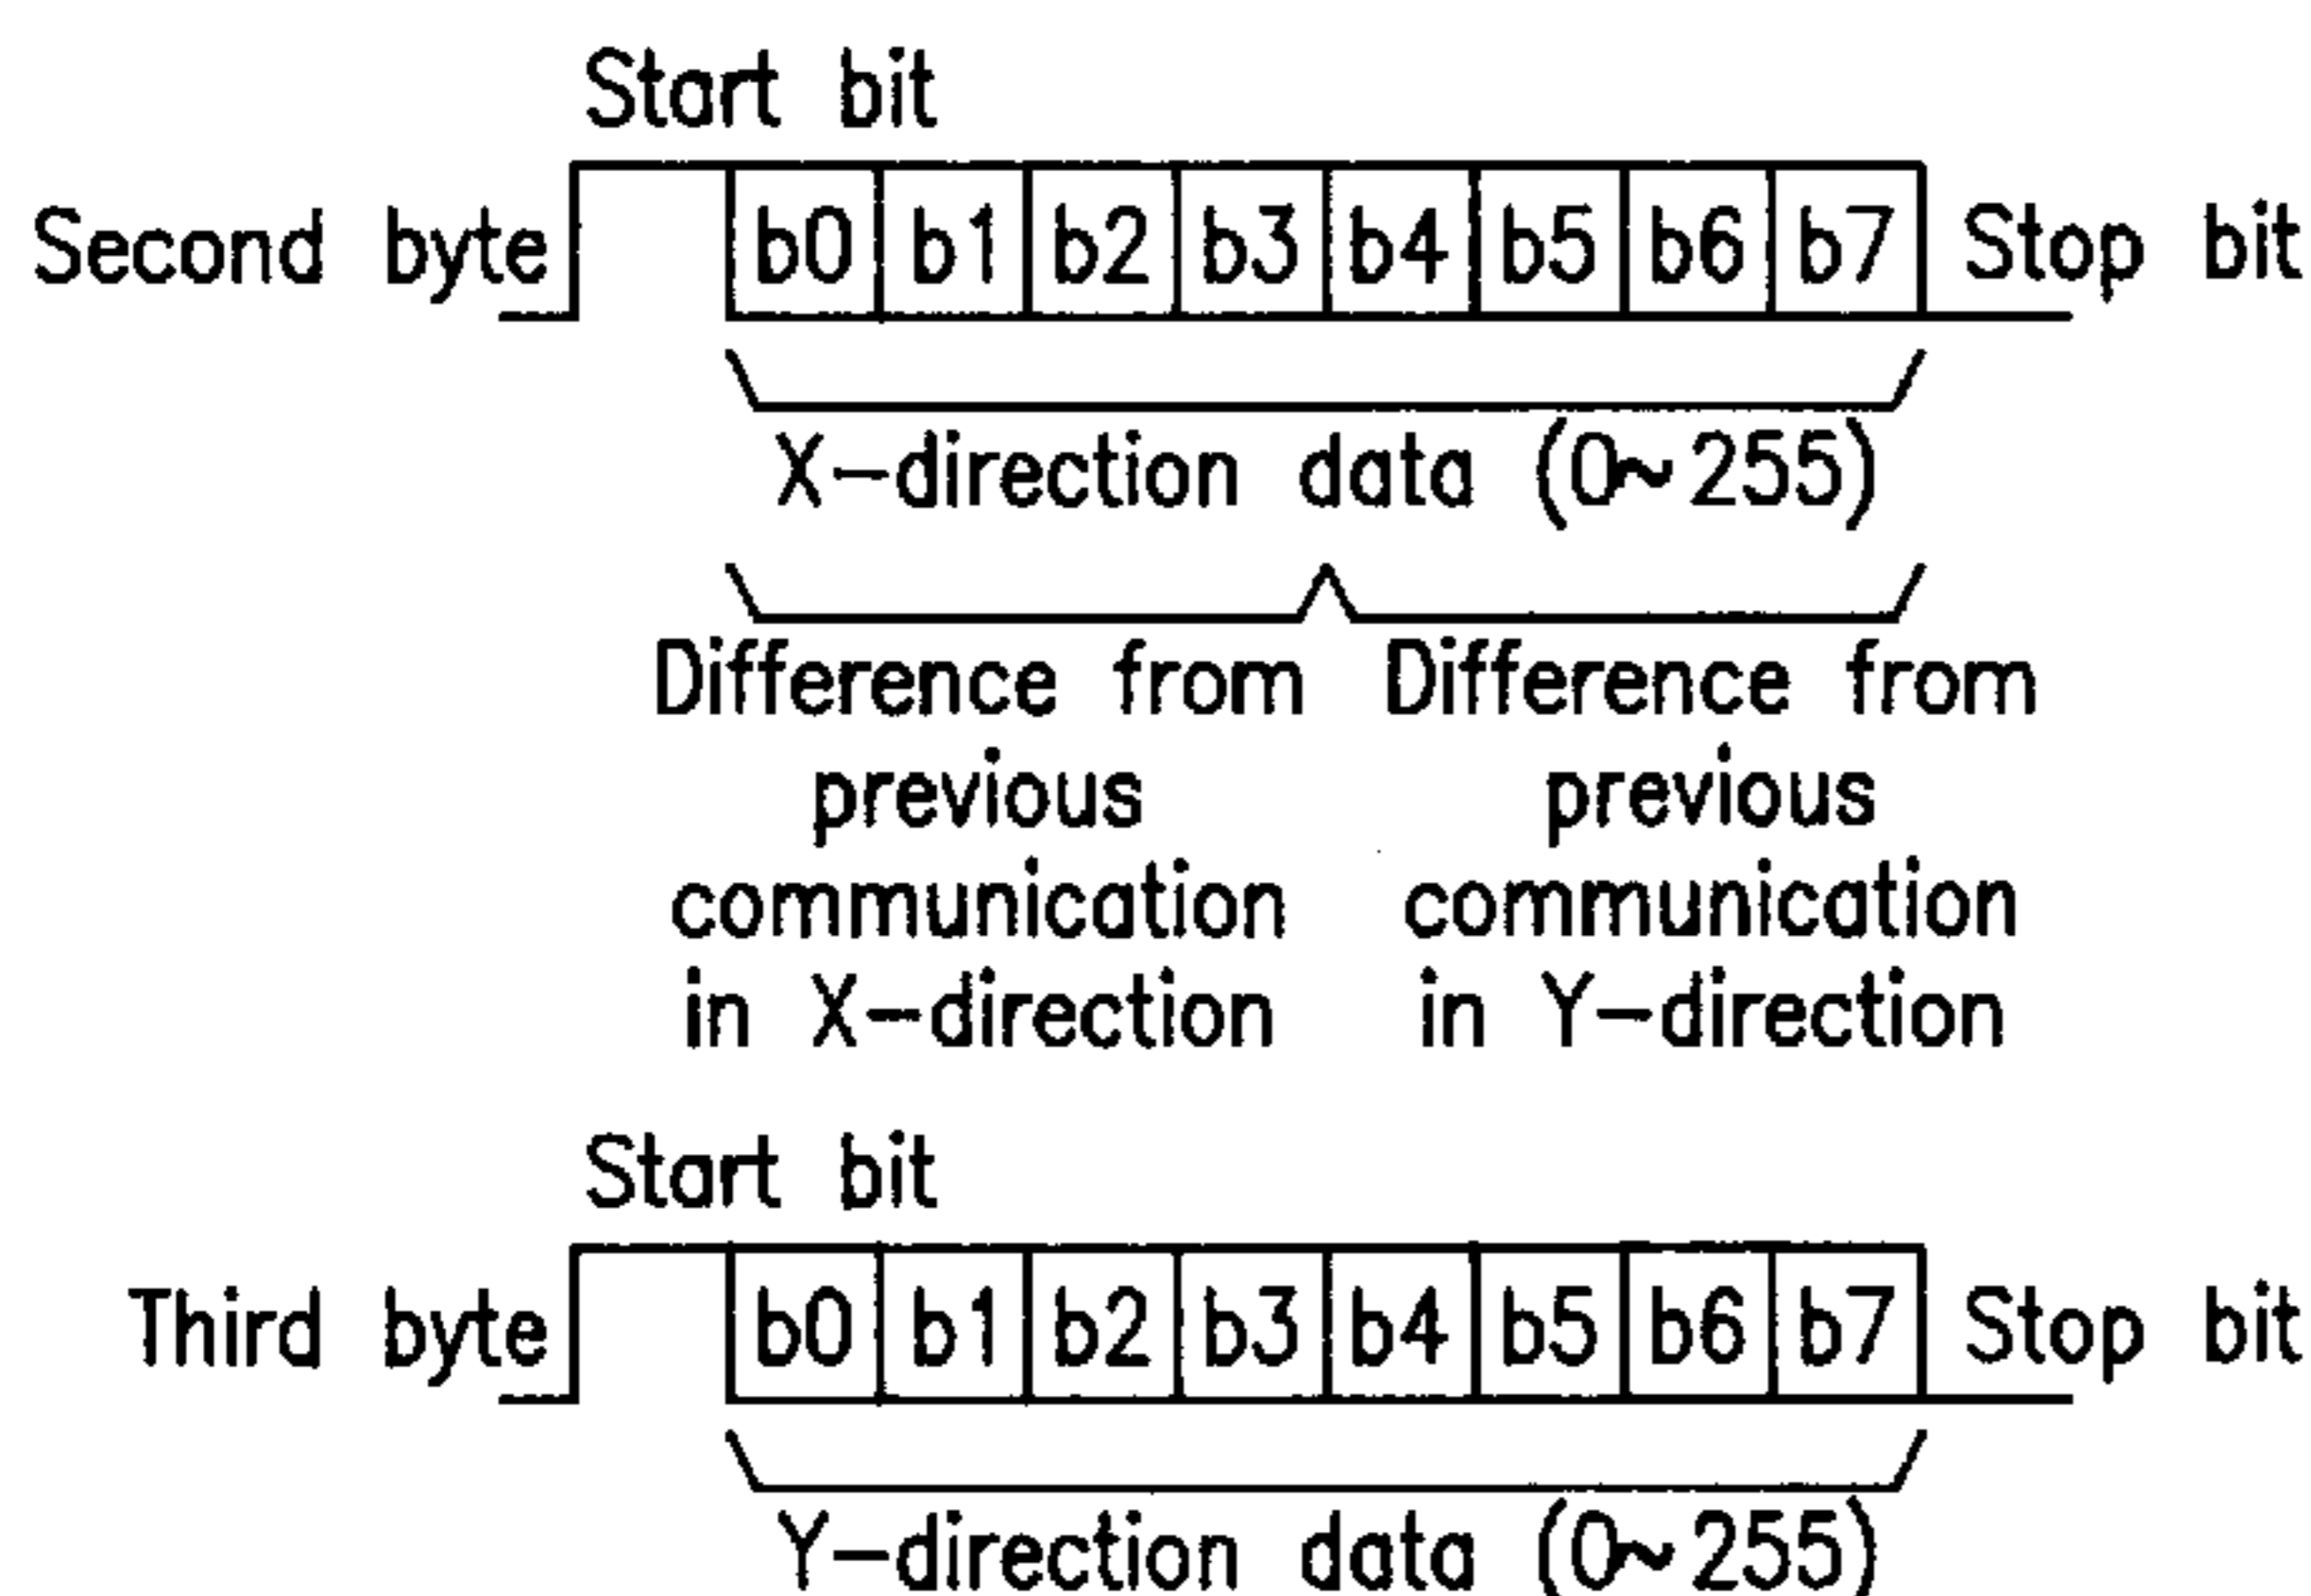 Start bit
Second byte b0 b1 b2 b3 b4 b5 b6 b7 Stop bit
X-direction data (0~255)
Difference from Difference from
previous previous
communication communication
in X-direction in Y-direction
Start bit
Third byte b0 b1 b2 b3 b4 b5 b6 b7 Stop bit
Y-direction data (0~255)